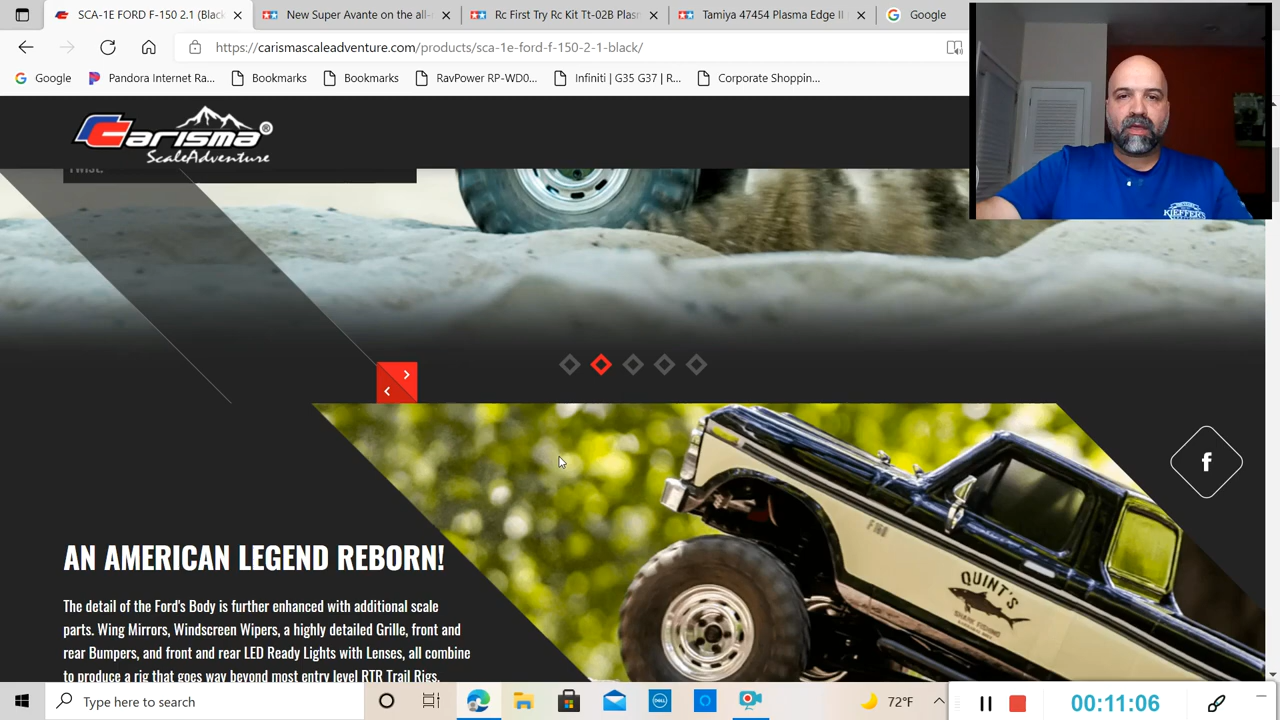 SCA-1E FORD F-150 2.1 (Blac
New Super Avante on the all-
Rc First Try Rc Kit Tt-02B Plasm
Tamiya 47454 Plasma Edge II
Google
https://carismascaleadventure.com/products/sca-1e-ford-f-150-2-1-black/
Google
Pandora Internet Ra...
Bookmarks
Bookmarks
RavPower RP-WD0...
Infiniti | G35 G37 | R...
Corporate Shoppin...
Carisma®
ScaleAdventure
KIEFFER'S
F150
QUINT'S
SHARK FISHING
f
AN AMERICAN LEGEND REBORN!
The detail of the Ford's Body is further enhanced with additional scale
parts. Wing Mirrors, Windscreen Wipers, a highly detailed Grille, front and
rear Bumpers, and front and rear LED Ready Lights with Lenses, all combine
to produce a rig that goes way beyond most entry level RTR Trail Rigs.
Type here to search
DELL
72°F
00:11:06